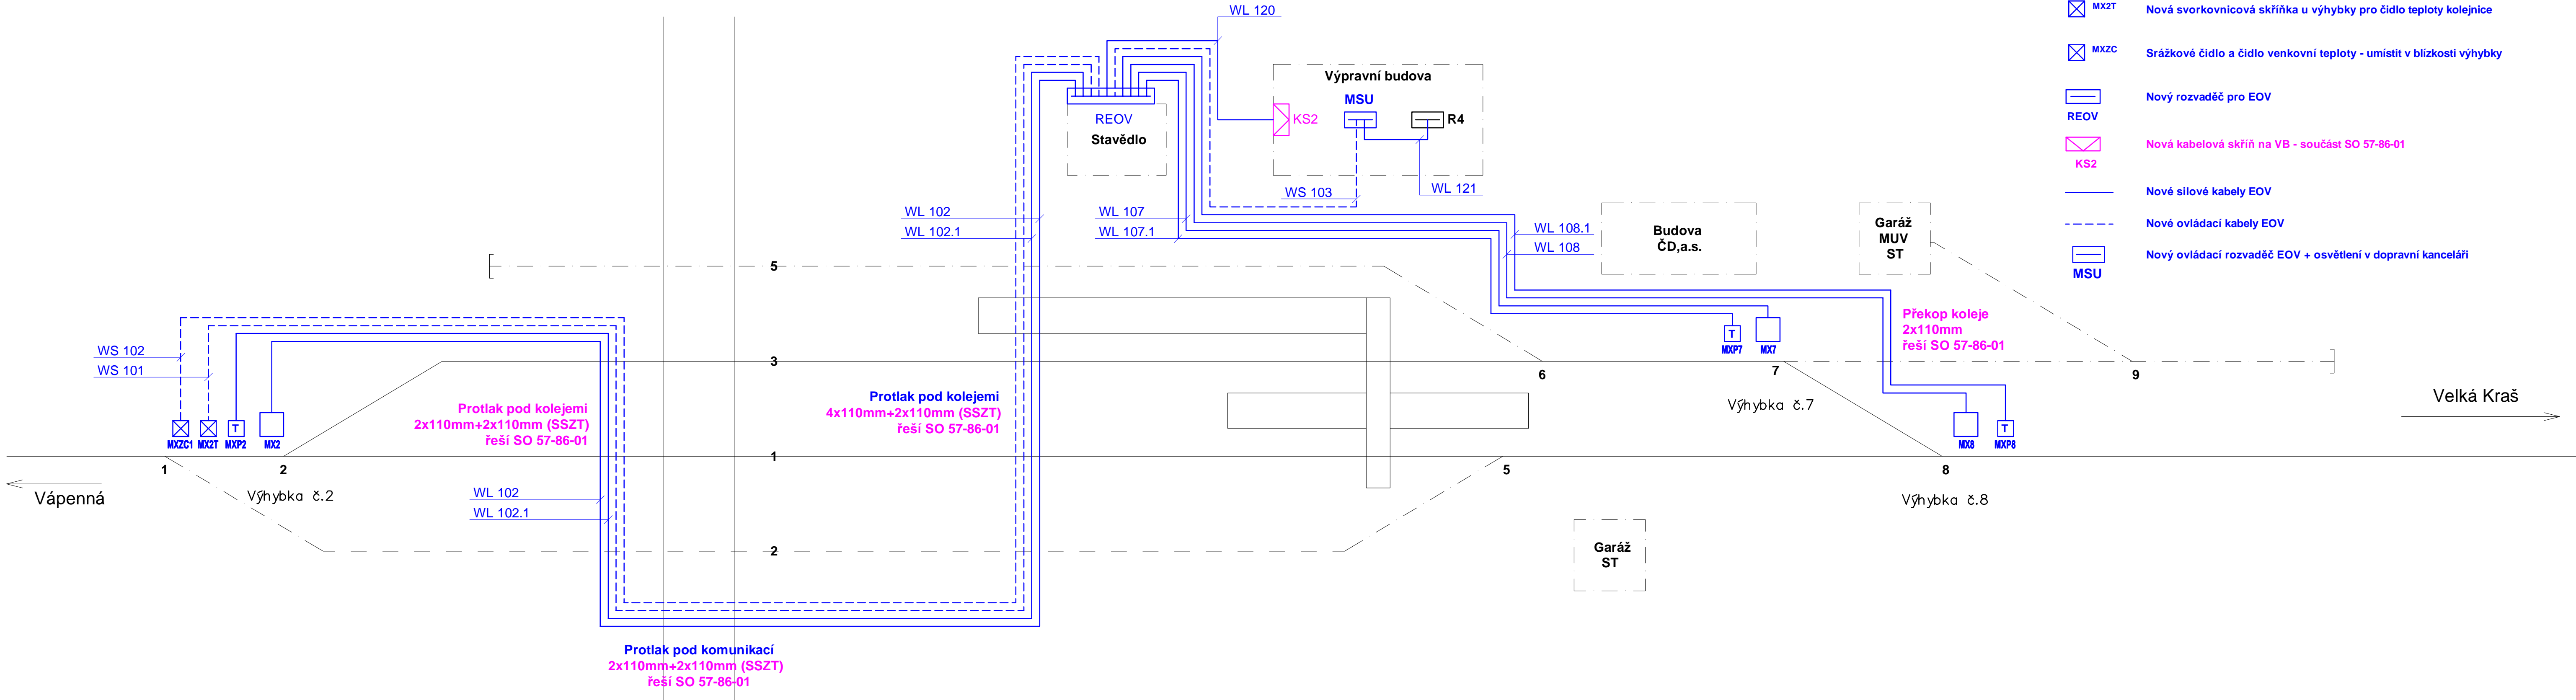 WL 120
MX2T Nová svorkovnicová skříňka u výhybky pro čidlo teploty kolejnice
MXZC Srážkové čidlo a čidlo venkovní teploty - umístit v blízkosti výhybky
Nový rozvaděč pro EOV
REOV
Nová kabelová skříň na VB - součást SO 57-86-01
KS2
Nové silové kabely EOV
Nové ovládací kabely EOV
Nový ovládací rozvaděč EOV + osvětlení v dopravní kanceláři
MSU
Výpravní budova
MSU
KS2
R4
REOV
Stavědlo
WS 103
WL 121
WL 102
WL 102.1
WL 107
WL 107.1
WL 108.1
WL 108
Budova
ČD,a.s.
Garáž
MUV
ST
5
Překop koleje
2x110mm
řeší SO 57-86-01
T
MXP7
MX7
WS 102
WS 101
3
6
7
9
Výhybka č.7
Velká Kraš
Protlak pod kolejemi
2x110mm+2x110mm (SSZT)
řeší SO 57-86-01
Protlak pod kolejemi
4x110mm+2x110mm (SSZT)
řeší SO 57-86-01
T
MXZC1
MX2T
MXP2
MX2
T
MX8
MXP8
1
2
1
5
8
Vápenná
Výhybka č.2
Výhybka č.8
WL 102
WL 102.1
2
Garáž
ST
Protlak pod komunikací
2x110mm+2x110mm (SSZT)
řeší SO 57-86-01